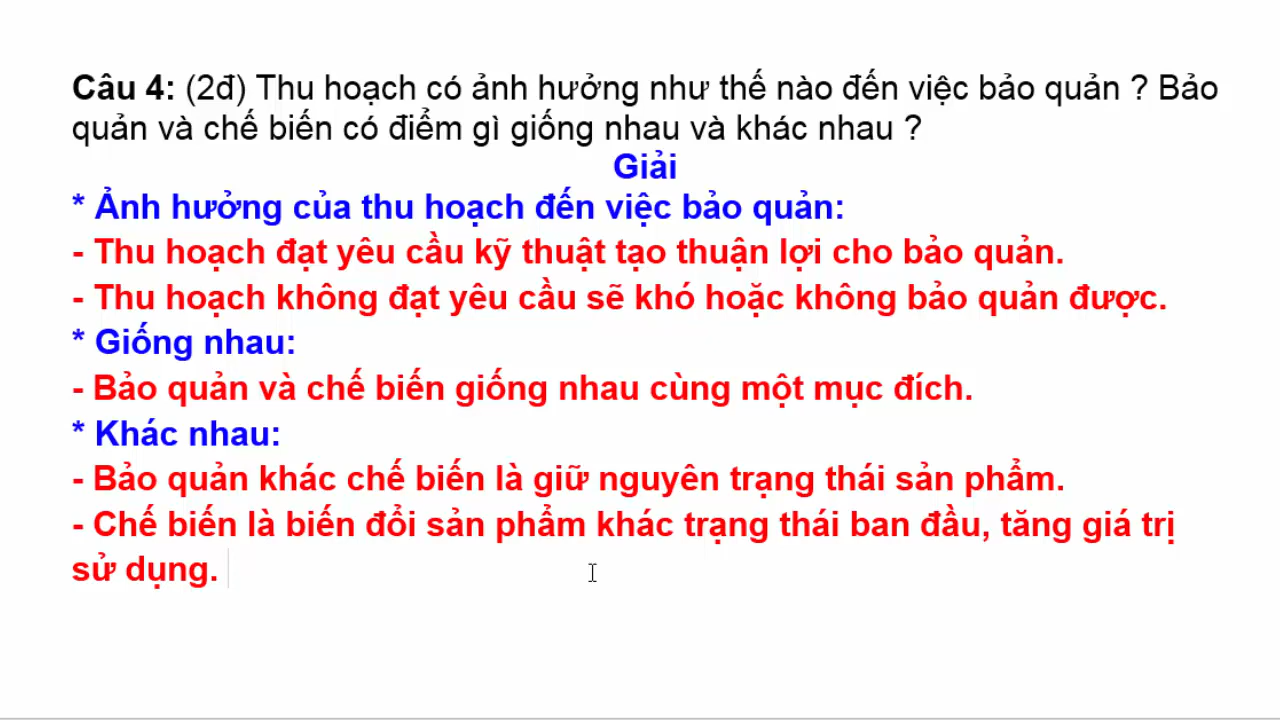 Câu 4: (2đ) Thu hoạch có ảnh hưởng như thế nào đến việc bảo quản ? Bảo
quản và chế biến có điểm gì giống nhau và khác nhau ?
Giải
* Ảnh hưởng của thu hoạch đến việc bảo quản:
- Thu hoạch đạt yêu cầu kỹ thuật tạo thuận lợi cho bảo quản.
- Thu hoạch không đạt yêu cầu sẽ khó hoặc không bảo quản được.
* Giống nhau:
- Bảo quản và chế biến giống nhau cùng một mục đích.
* Khác nhau:
- Bảo quản khác chế biến là giữ nguyên trạng thái sản phẩm.
- Chế biến là biến đổi sản phẩm khác trạng thái ban đầu, tăng giá trị
sử dụng.